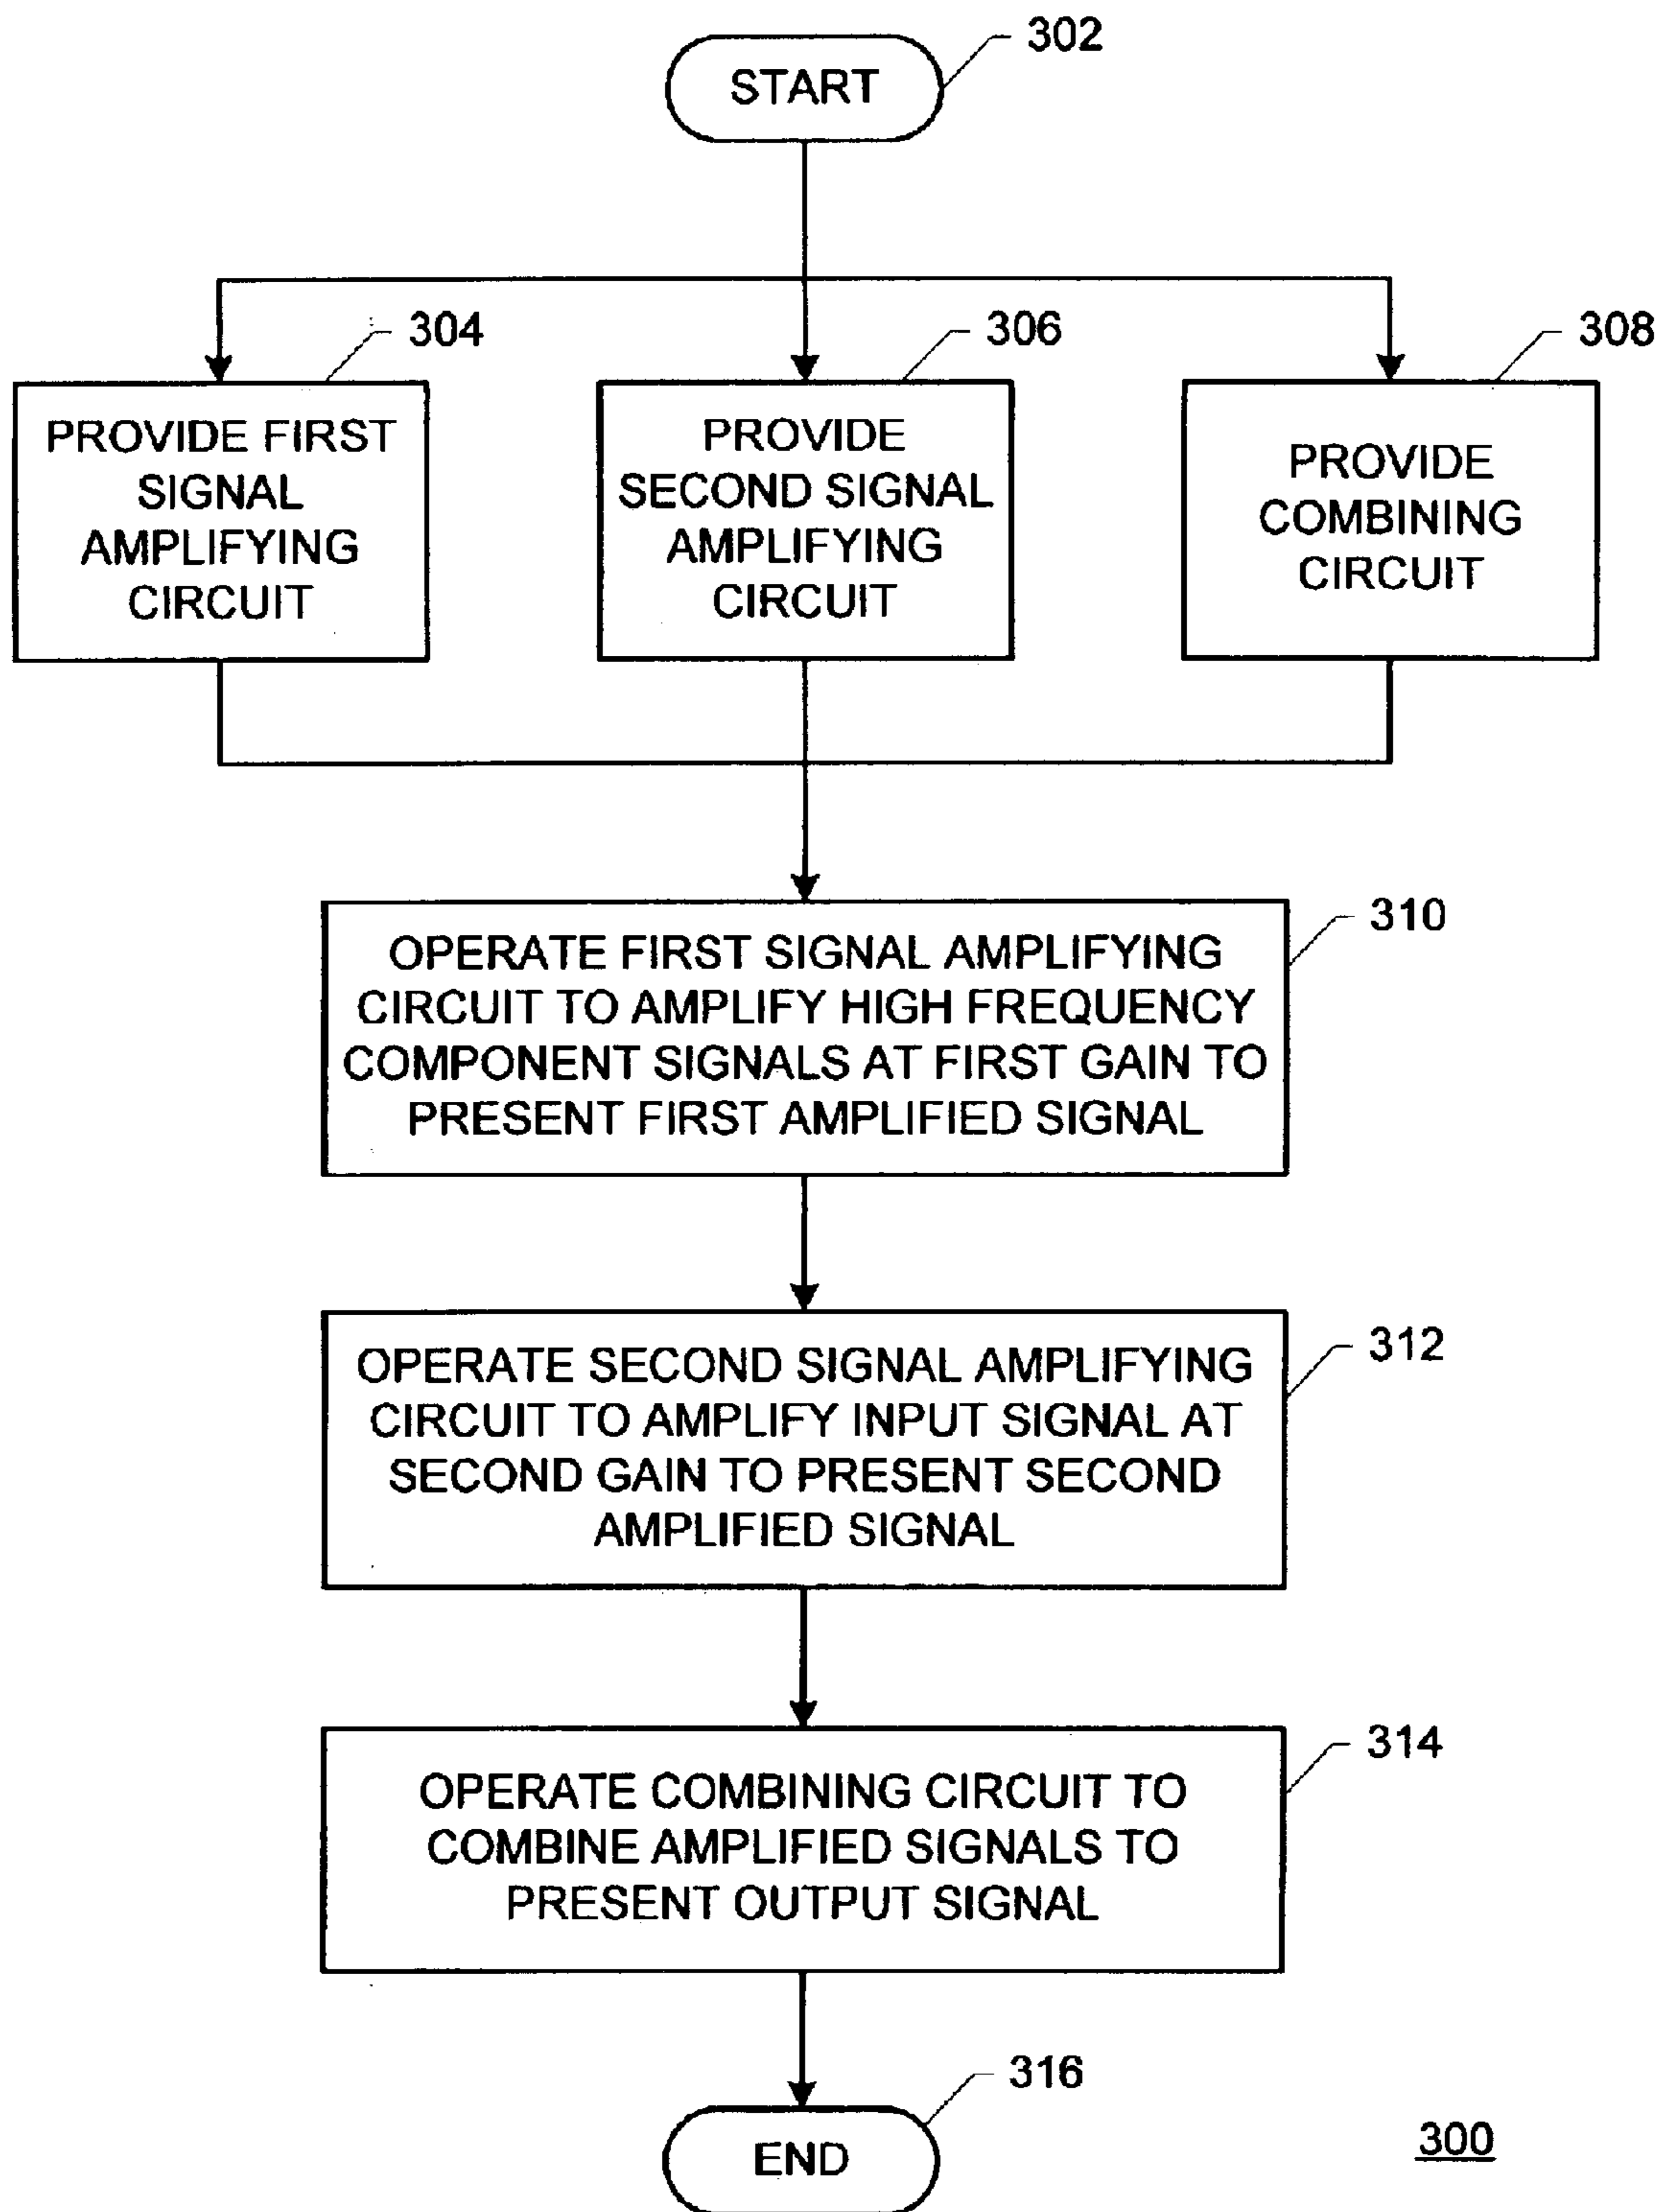 302
START
304
306
308
PROVIDE FIRST
SIGNAL
AMPLIFYING
CIRCUIT
PROVIDE
SECOND SIGNAL
AMPLIFYING
CIRCUIT
PROVIDE
COMBINING
CIRCUIT
310
OPERATE FIRST SIGNAL AMPLIFYING
CIRCUIT TO AMPLIFY HIGH FREQUENCY
COMPONENT SIGNALS AT FIRST GAIN TO
PRESENT FIRST AMPLIFIED SIGNAL
312
OPERATE SECOND SIGNAL AMPLIFYING
CIRCUIT TO AMPLIFY INPUT SIGNAL AT
SECOND GAIN TO PRESENT SECOND
AMPLIFIED SIGNAL
314
OPERATE COMBINING CIRCUIT TO
COMBINE AMPLIFIED SIGNALS TO
PRESENT OUTPUT SIGNAL
316
END
300